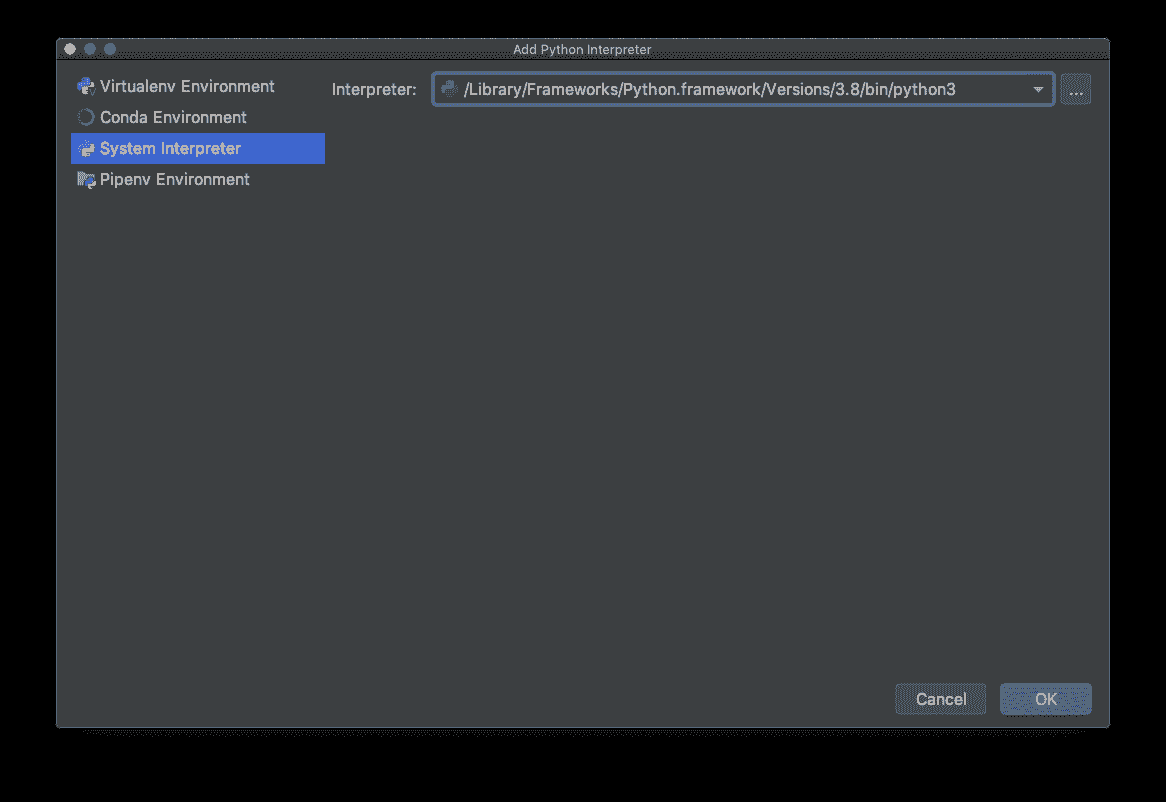 Add Python Interpreter
Virtualenv Environment
Conda Environment
System Interpreter
Pipenv Environment
Interpreter: /Library/Frameworks/Python.framework/Versions/3.8/bin/python3 ...
Cancel OK